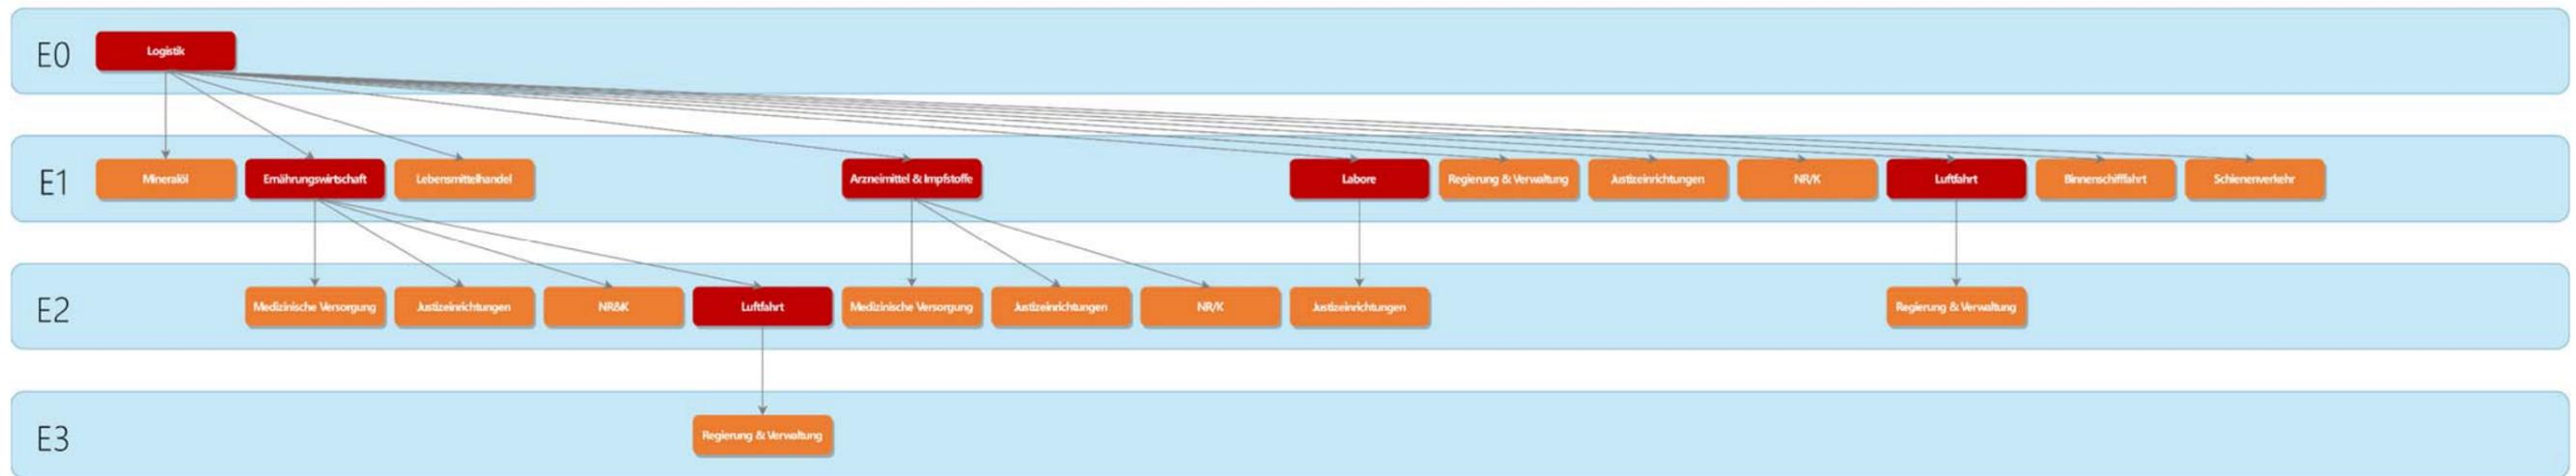 E0
Logistik
E1
Mineralöl
Ernährungswirtschaft
Lebensmittelhandel
Arzneimittel & Impfstoffe
Labore
Regierung & Verwaltung
Justizeinrichtungen
NR/K
Luftfahrt
Binnenschifffahrt
Schienenverkehr
E2
Medizinische Versorgung
Justizeinrichtungen
NR&K
Luftfahrt
Medizinische Versorgung
Justizeinrichtungen
NR/K
Justizeinrichtungen
Regierung & Verwaltung
E3
Regierung & Verwaltung